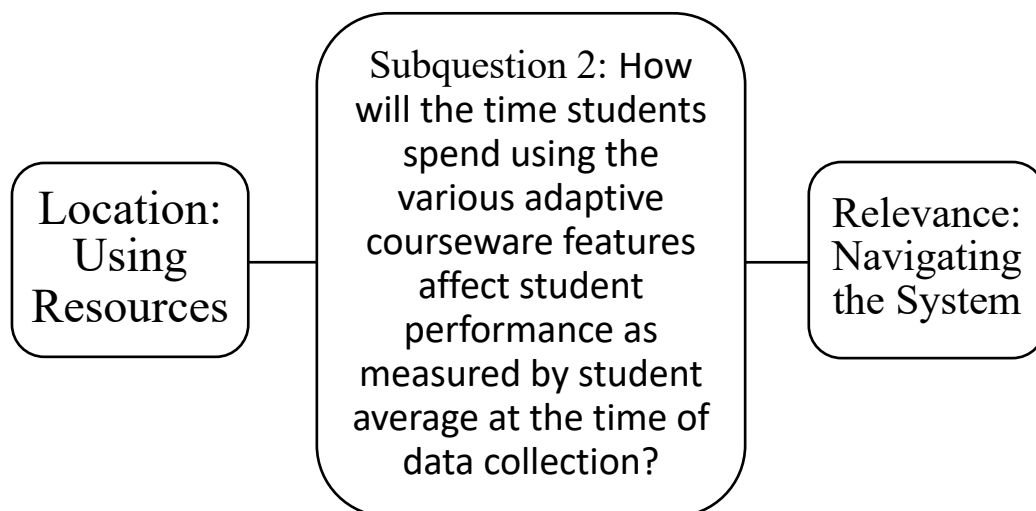 Location:
Using
Resources
Subquestion 2: How
will the time students
spend using the
various adaptive
courseware features
affect student
performance as
measured by student
average at the time of
data collection?
Relevance:
Navigating
the System